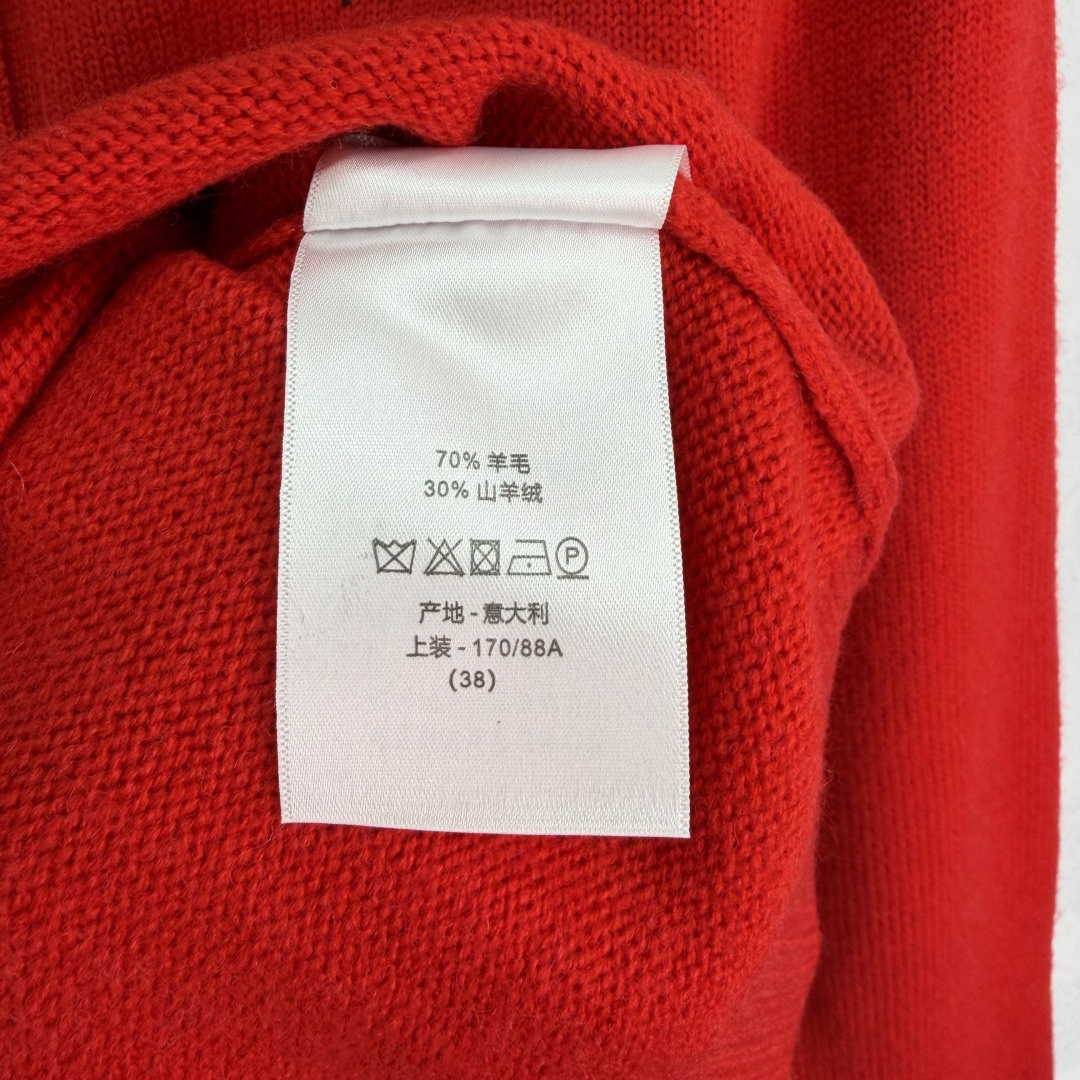 70% 羊毛
30% 山羊绒
P
产地 - 意大利
上装 - 170/88A
(38)